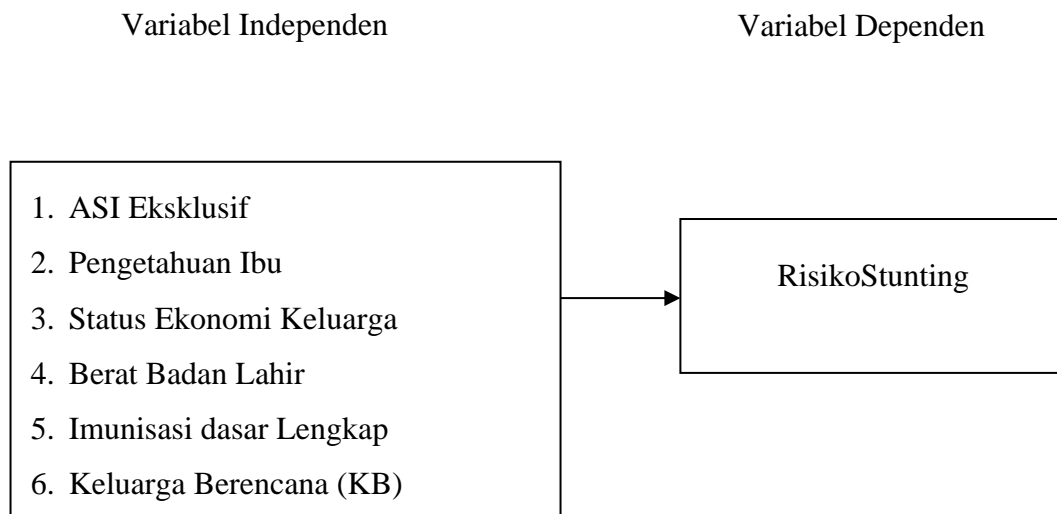 Variabel Independen
Variabel Dependen
1. ASI Eksklusif
2. Pengetahuan Ibu
3. Status Ekonomi Keluarga
4. Berat Badan Lahir
5. Imunisasi dasar Lengkap
6. Keluarga Berencana (KB)
RisikoStunting